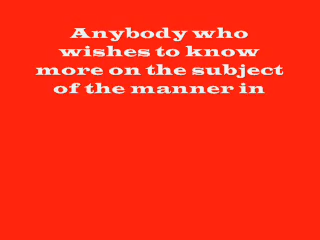 Anybody who
wishes to know
more on the subject
of the manner in